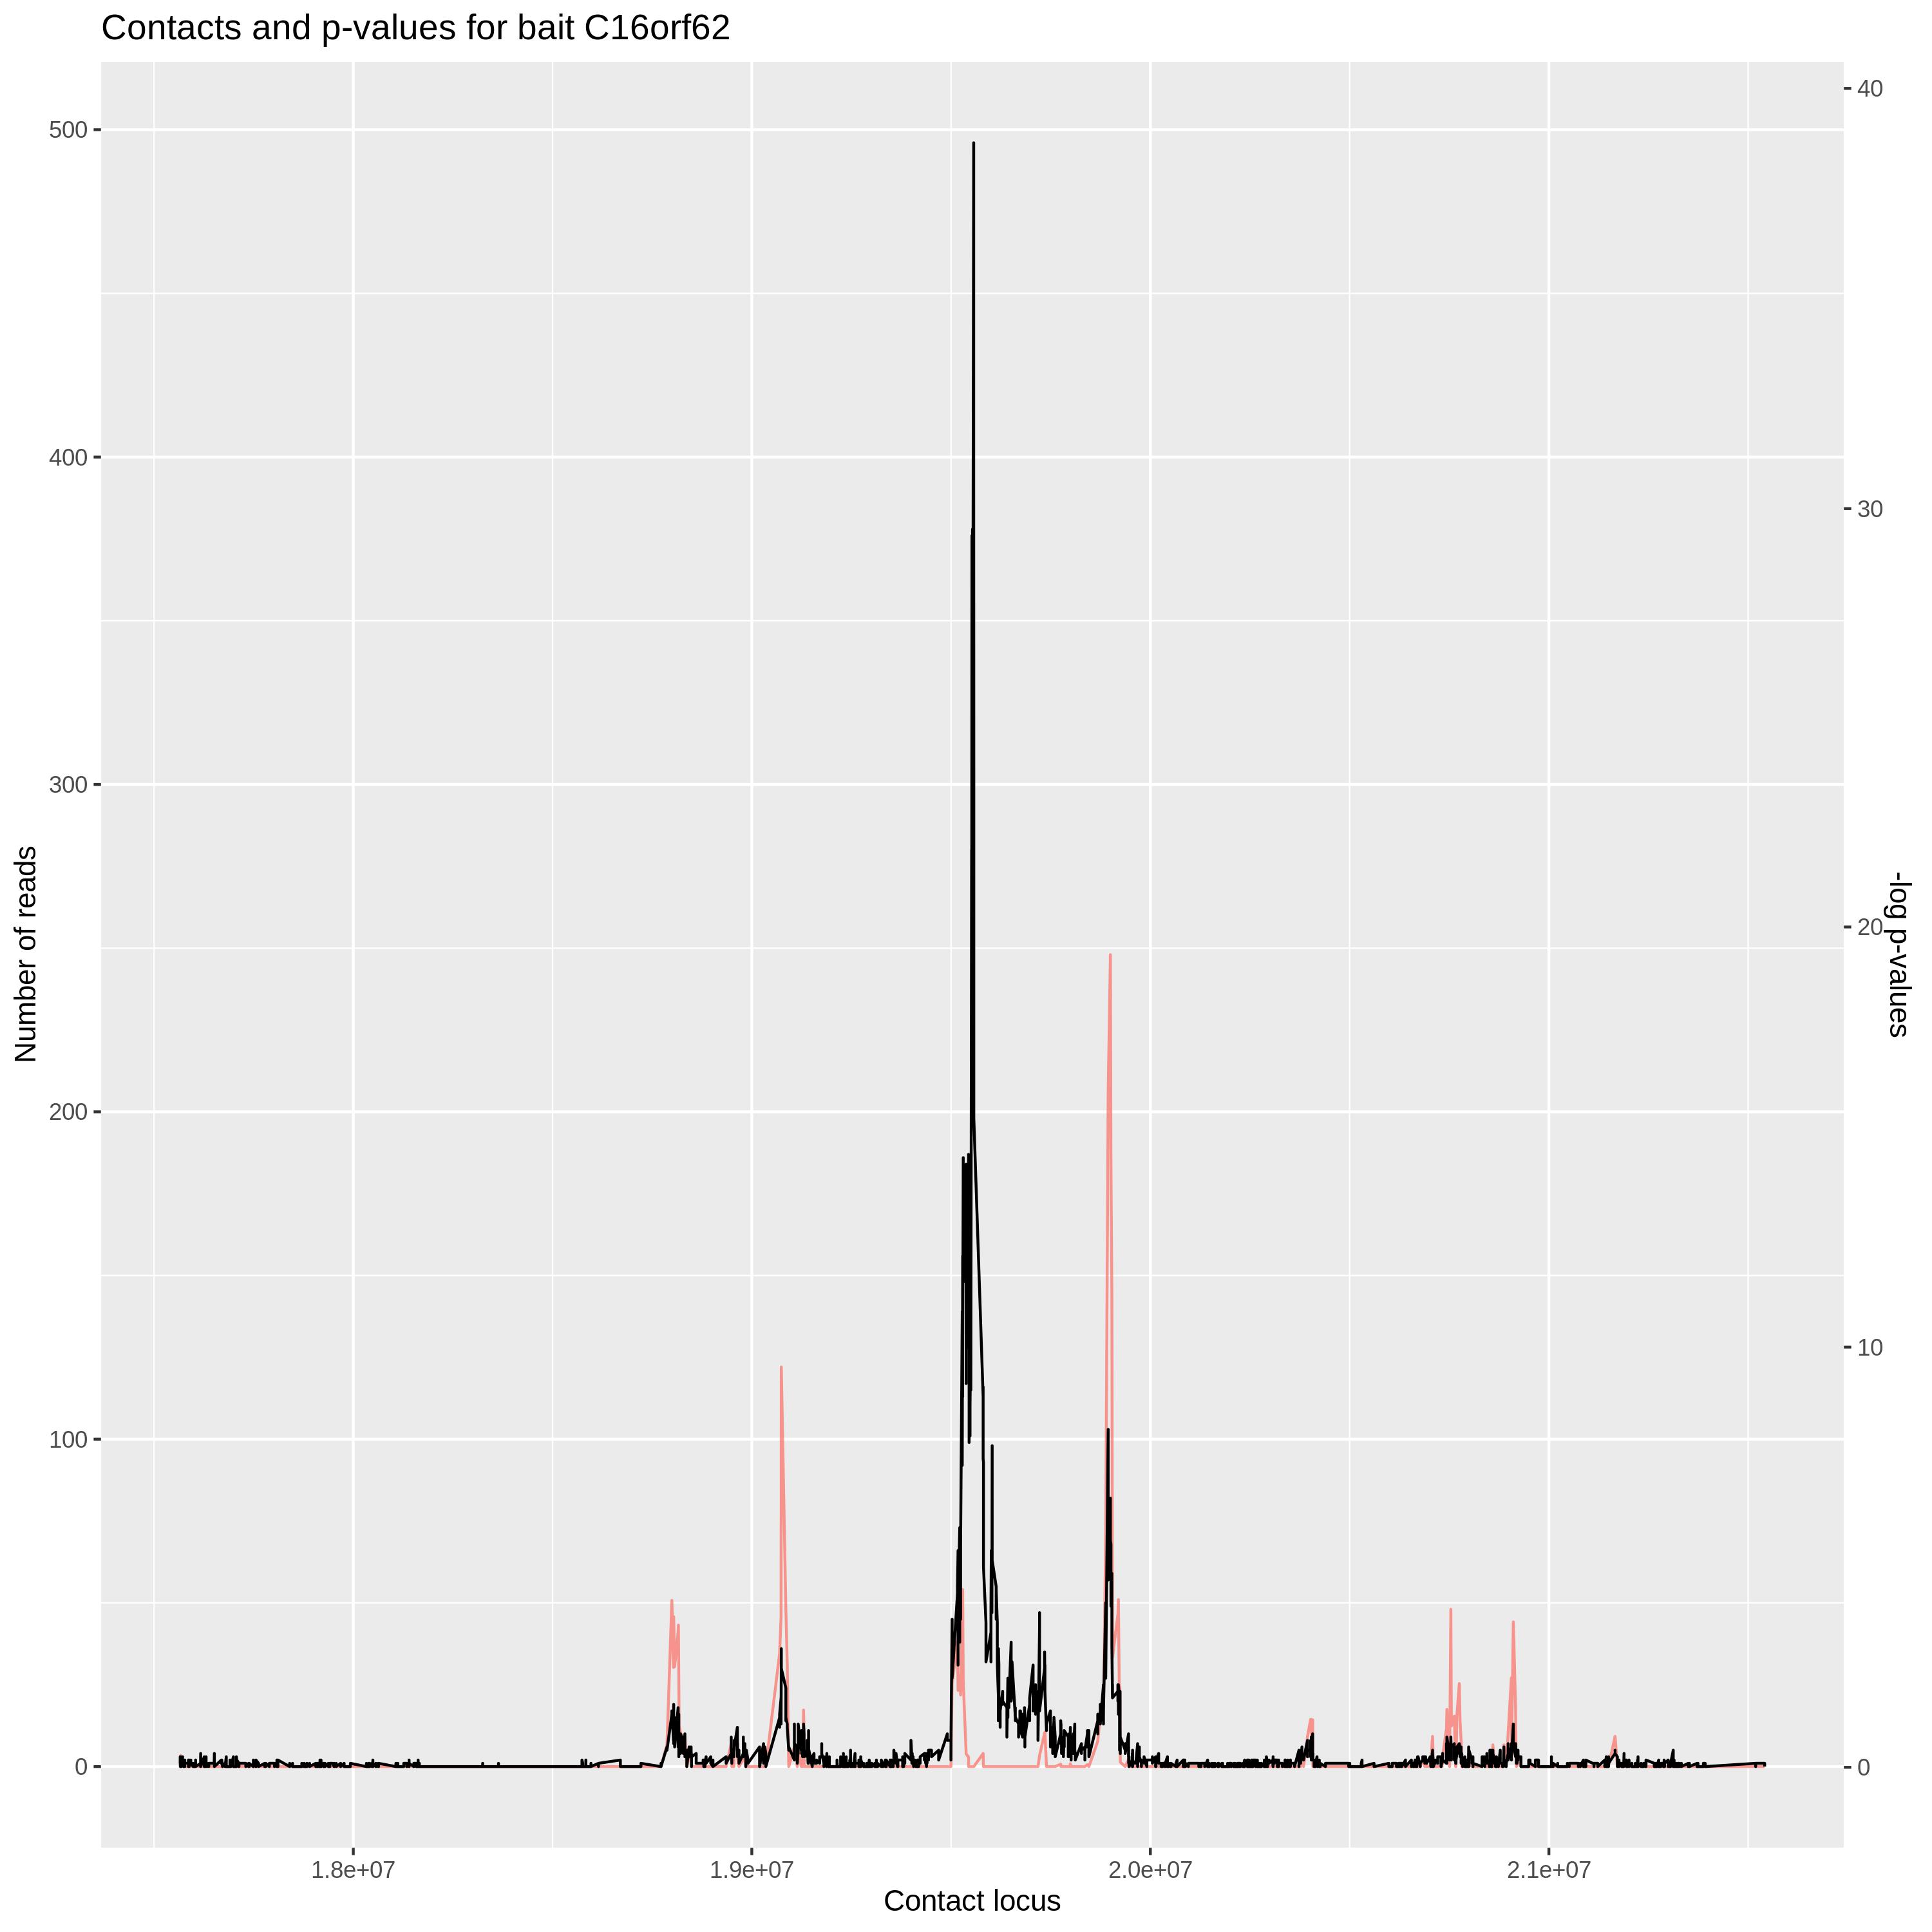 Contacts and p-values for bait C16orf62
500
400
300
200
100
0
Number of reads
40
30
20
10
0
-log p-values
1.8e+07
1.9e+07
2.0e+07
2.1e+07
Contact locus